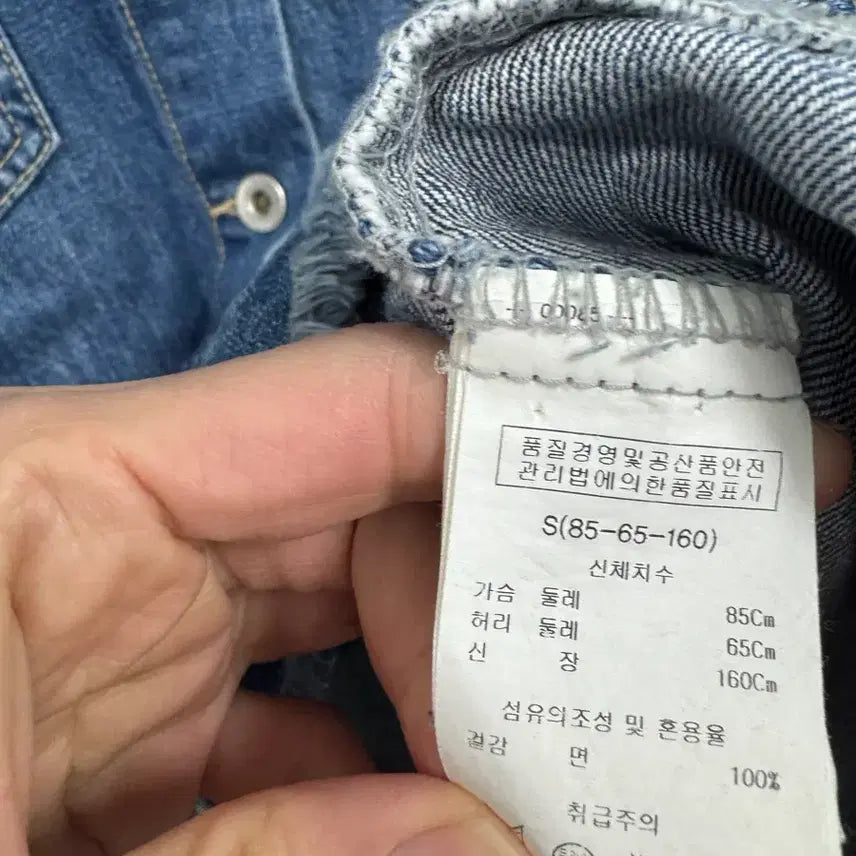 품질경영및공산품안전
관리법에의한품질표시
S(85-65-160)
신체치수
가슴 둘레 85Cm
허리 둘레 65Cm
신 장 160Cm
섬유의조성 및 혼용율
겉감 면 100%
취급주의